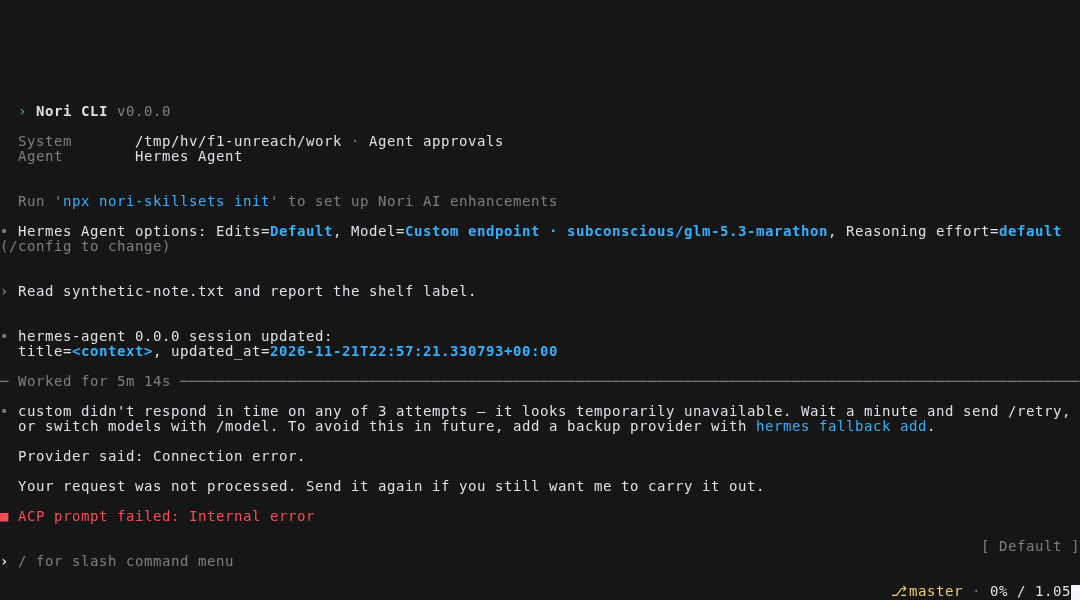 › Nori CLI v0.0.0
System /tmp/hv/f1-unreach/work · Agent approvals
Agent Hermes Agent
Run 'npx nori-skillsets init' to set up Nori AI enhancements
• Hermes Agent options: Edits=Default, Model=Custom endpoint · subconscious/glm-5.3-marathon, Reasoning effort=default
(/config to change)
› Read synthetic-note.txt and report the shelf label.
• hermes-agent 0.0.0 session updated:
title=<context>, updated_at=2026-11-21T22:57:21.330793+00:00
─ Worked for 5m 14s ─
• custom didn't respond in time on any of 3 attempts — it looks temporarily unavailable. Wait a minute and send /retry,
or switch models with /model. To avoid this in future, add a backup provider with hermes fallback add.
Provider said: Connection error.
Your request was not processed. Send it again if you still want me to carry it out.
■ ACP prompt failed: Internal error
[ Default ]
› / for slash command menu
⎇master · 0% / 1.05